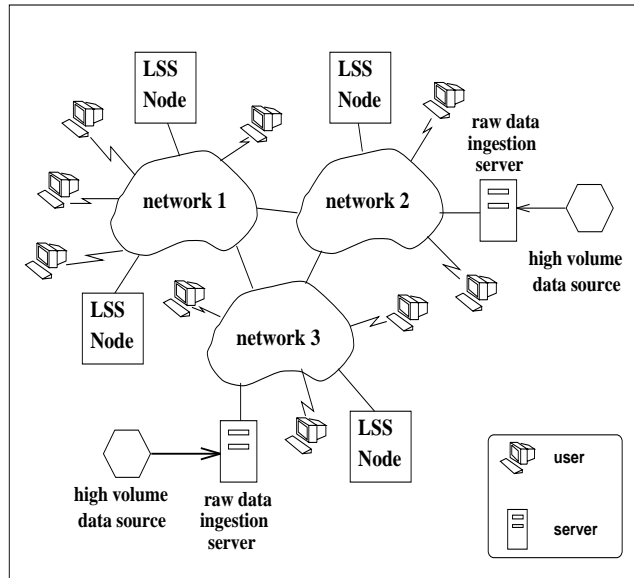 LSS
Node
LSS
Node
raw data
ingestion
server
network 1
network 2
high volume
data source
LSS
Node
network 3
LSS
Node
high volume
data source
raw data
ingestion
server
user
server